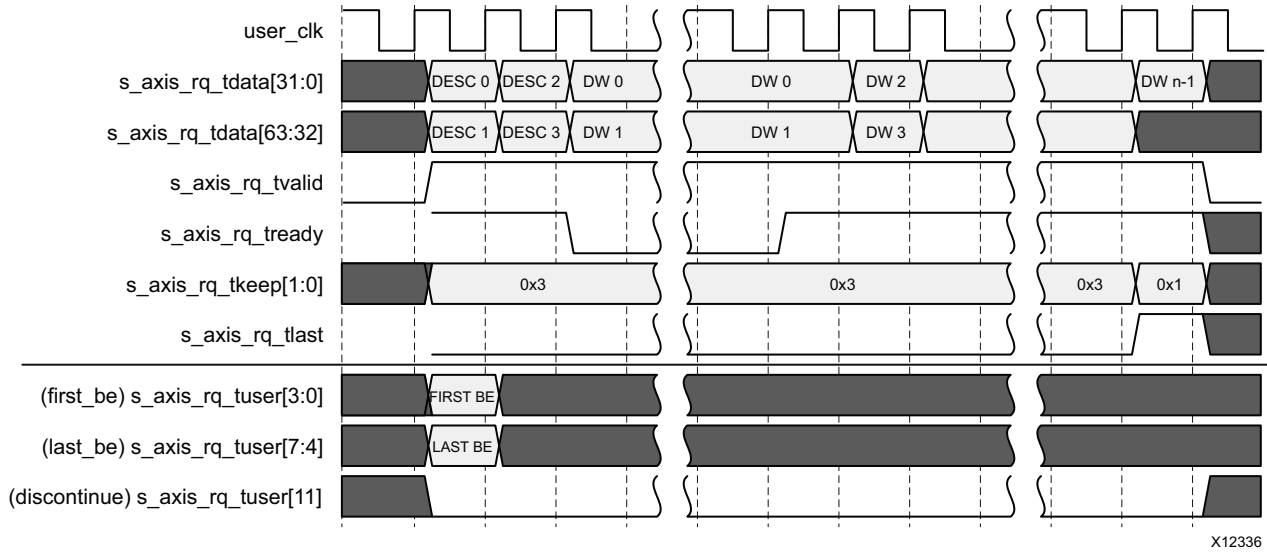 user_clk
s_axis_rq_tdata[31:0] DESC 0 DESC 2 DW 0 DW 0 DW 2 DW n-1
s_axis_rq_tdata[63:32] DESC 1 DESC 3 DW 1 DW 1 DW 3
s_axis_rq_tvalid
s_axis_rq_tready
s_axis_rq_tkeep[1:0] 0x3 0x3 0x3 0x1
s_axis_rq_tlast
(first_be) s_axis_rq_tuser[3:0] FIRST BE
(last_be) s_axis_rq_tuser[7:4] LAST BE
(discontinue) s_axis_rq_tuser[11]
X12336